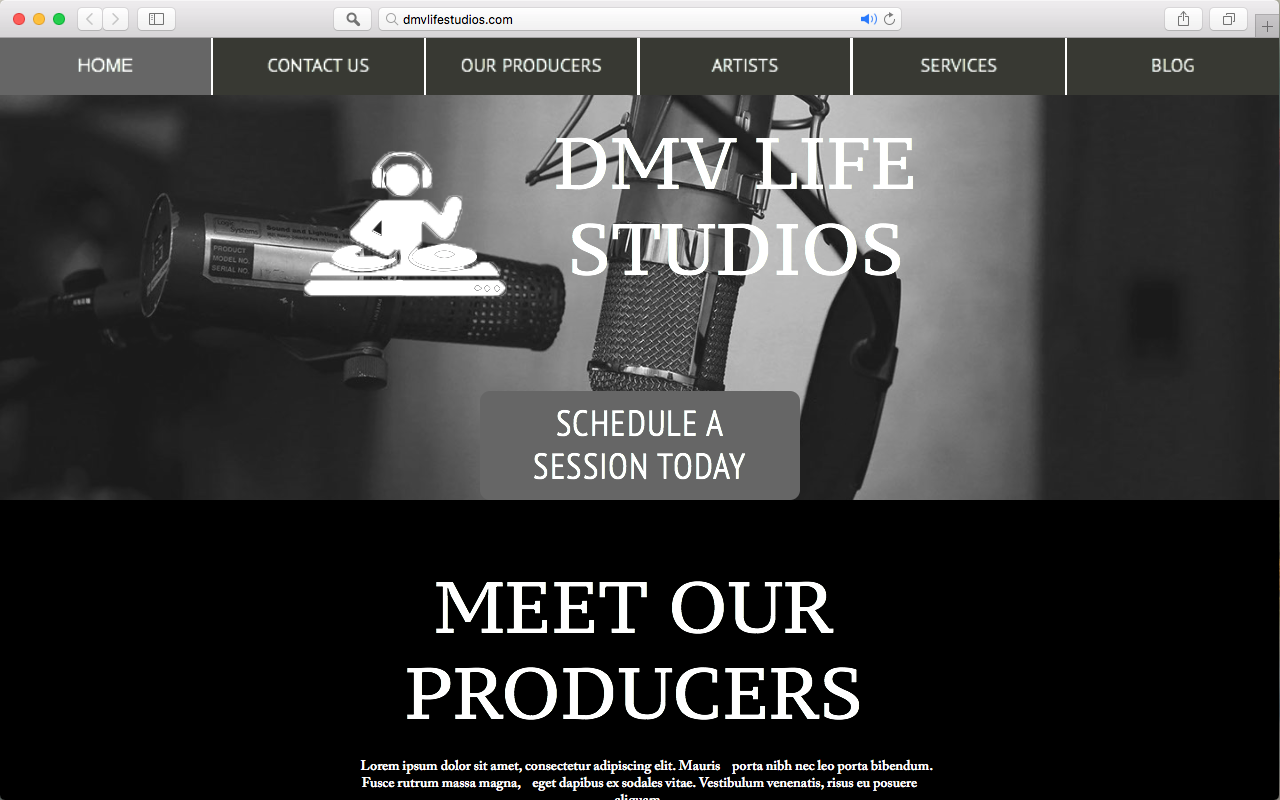 dmvlifestudios.com
HOME
CONTACT US
OUR PRODUCERS
ARTISTS
SERVICES
BLOG
DMV LIFE
STUDIOS
PRODUCT
MODEL NO.
SERIAL NO.
SCHEDULE A
SESSION TODAY
MEET OUR
PRODUCERS
Lorem ipsum dolor sit amet, consectetur adipiscing elit. Mauris porta nibh nec leo porta bibendum.
Fusce rutrum massa magna, eget dapibus ex sodales vitae. Vestibulum venenatis, risus eu posuere
aliquam